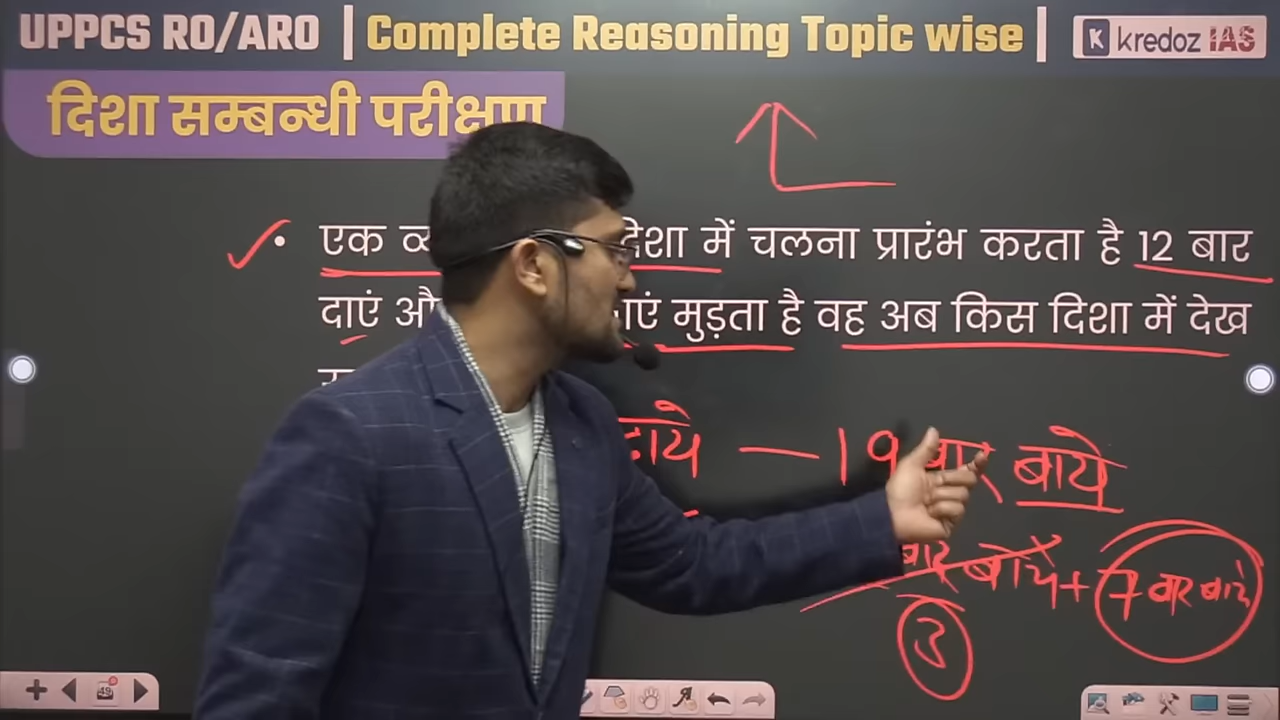 UPPCS RO/ARO | Complete Reasoning Topic wise | K kredoz IAS
दिशा सम्बन्धी परीक्षण
• एक दिशा में चलना प्रारंभ करता है 12 बार
दाएं मुड़ता है वह अब किस दिशा में देख
दाये — 19 बार बाये
बार बाये + 7 बार बाये
3
49